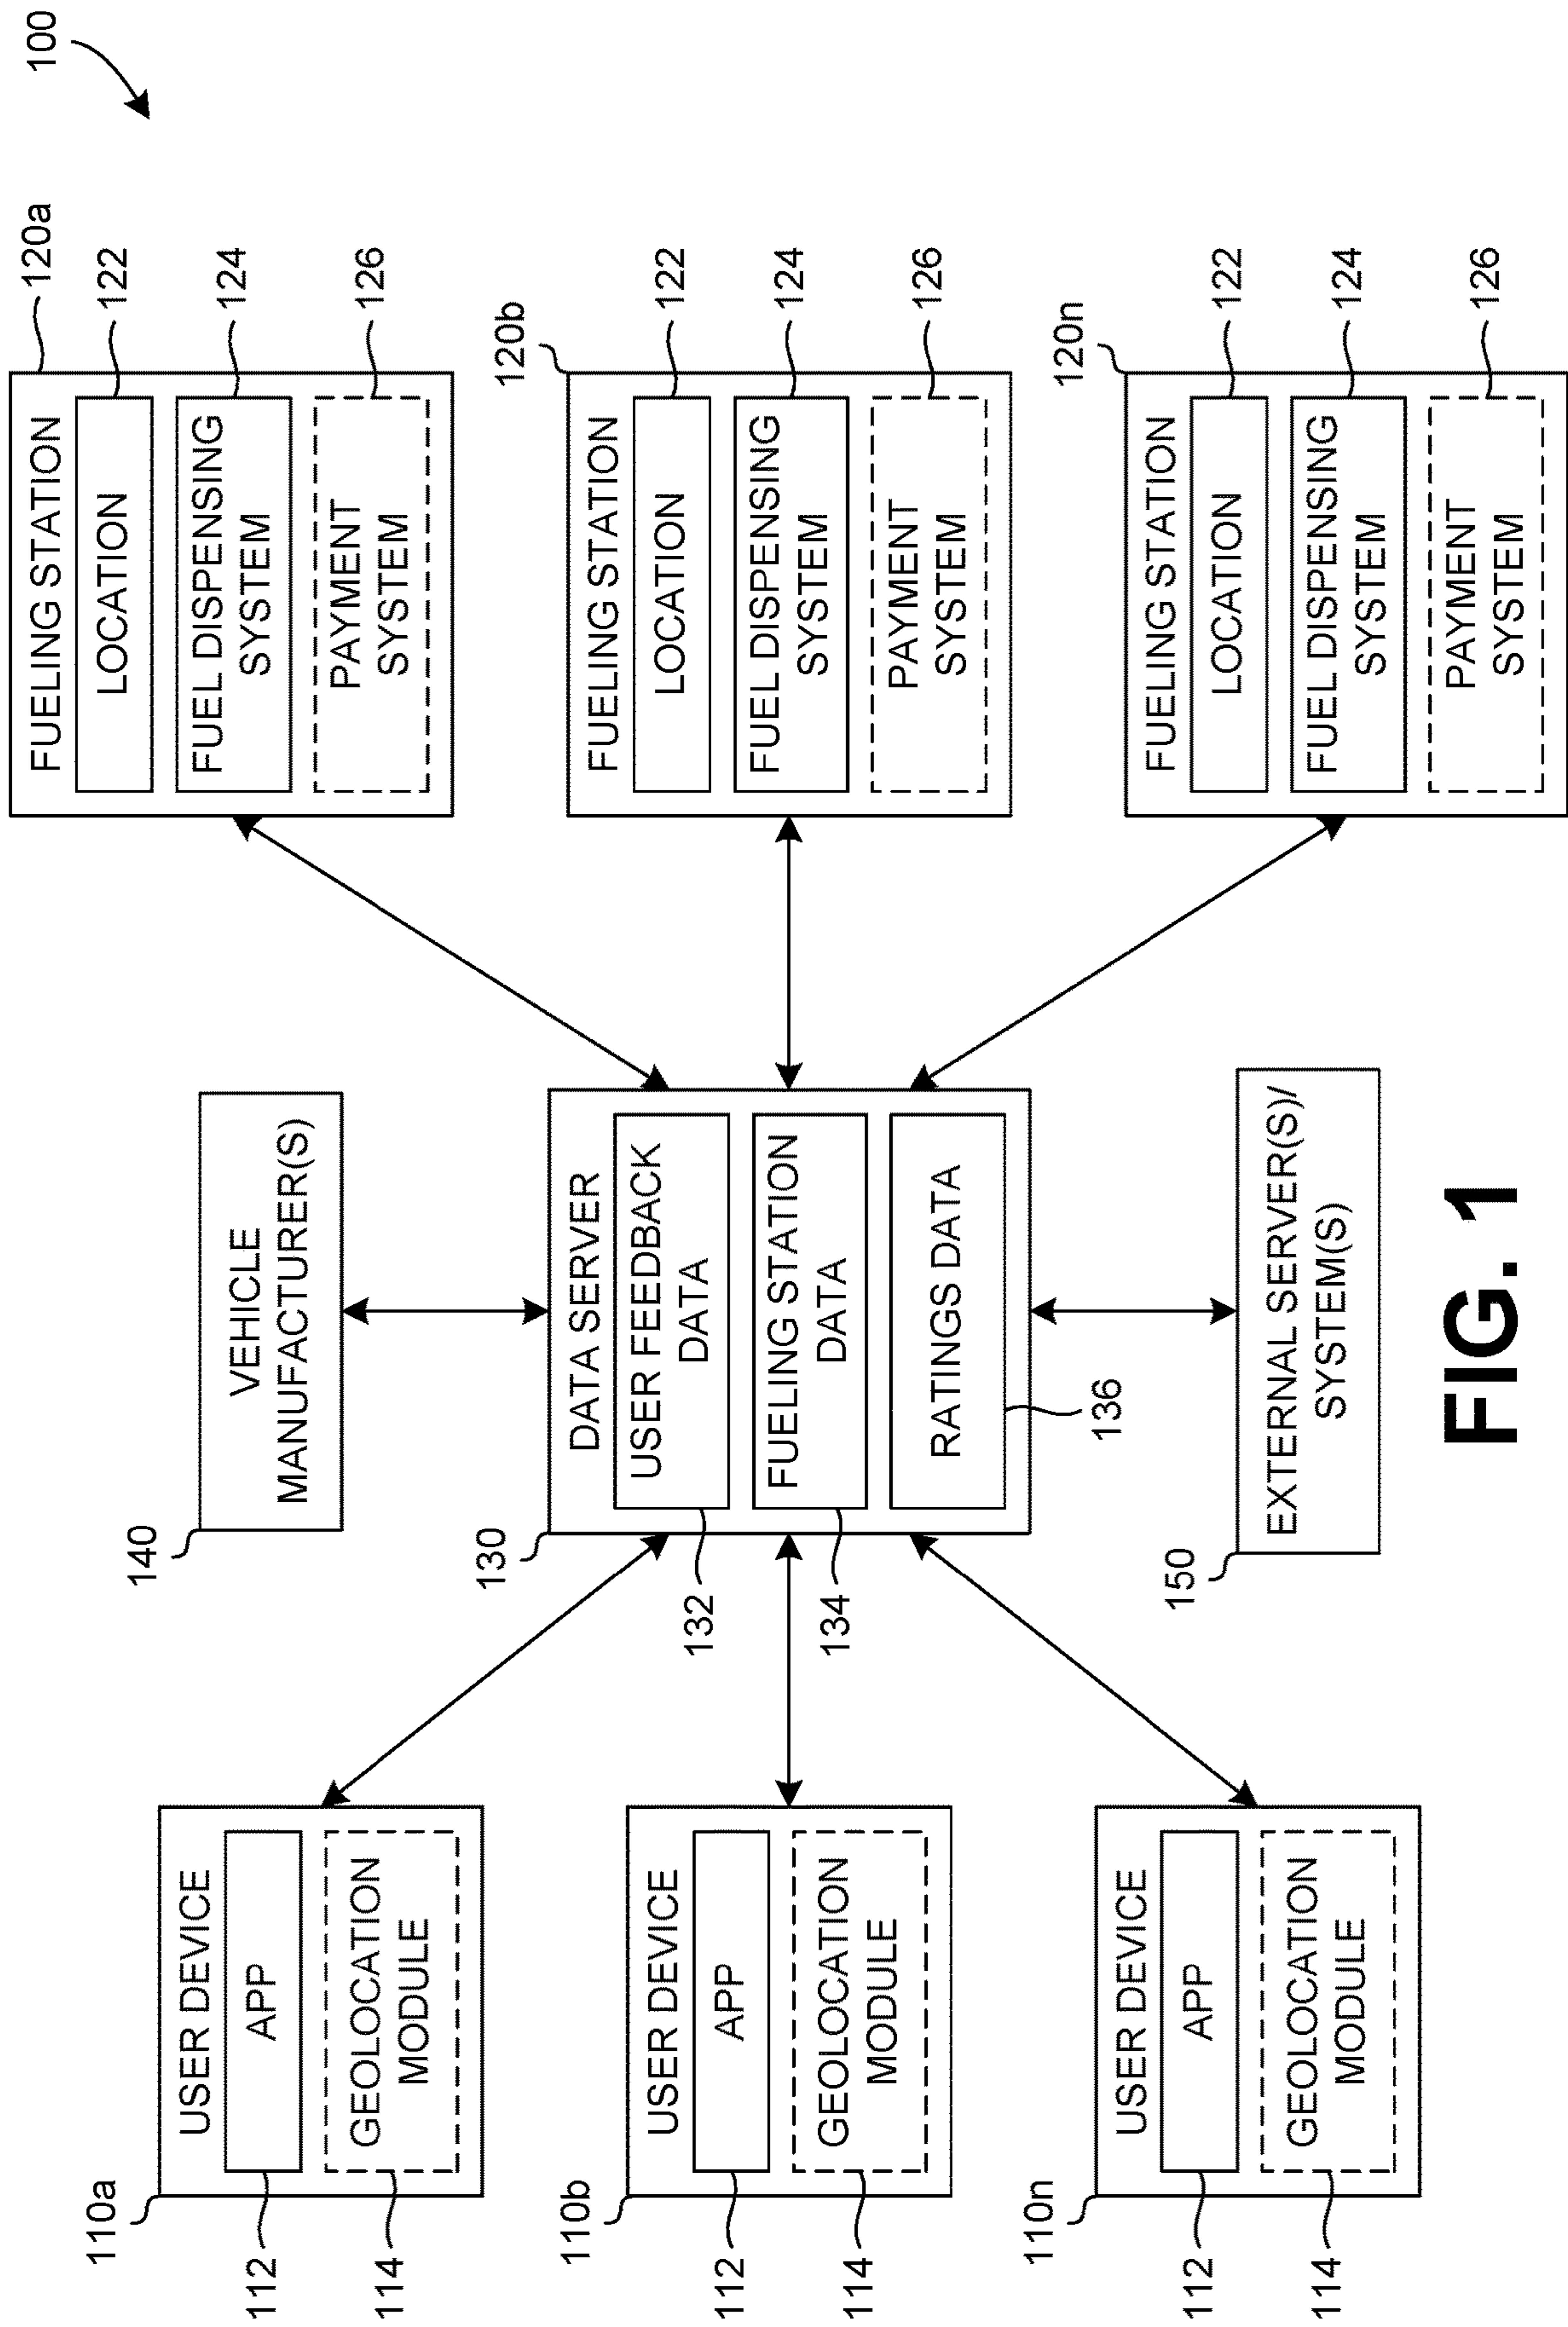 100
110a
USER DEVICE
112
APP
114
GEOLOCATION
MODULE
110b
USER DEVICE
112
APP
114
GEOLOCATION
MODULE
110n
USER DEVICE
112
APP
114
GEOLOCATION
MODULE
140
VEHICLE
MANUFACTURER(S)
130
DATA SERVER
USER FEEDBACK
DATA
132
FUELING STATION
DATA
134
RATINGS DATA
136
150
EXTERNAL SERVER(S)/
SYSTEM(S)
120a
FUELING STATION
LOCATION
122
FUEL DISPENSING
SYSTEM
124
PAYMENT
SYSTEM
126
120b
FUELING STATION
LOCATION
122
FUEL DISPENSING
SYSTEM
124
PAYMENT
SYSTEM
126
120n
FUELING STATION
LOCATION
122
FUEL DISPENSING
SYSTEM
124
PAYMENT
SYSTEM
126
FIG. 1